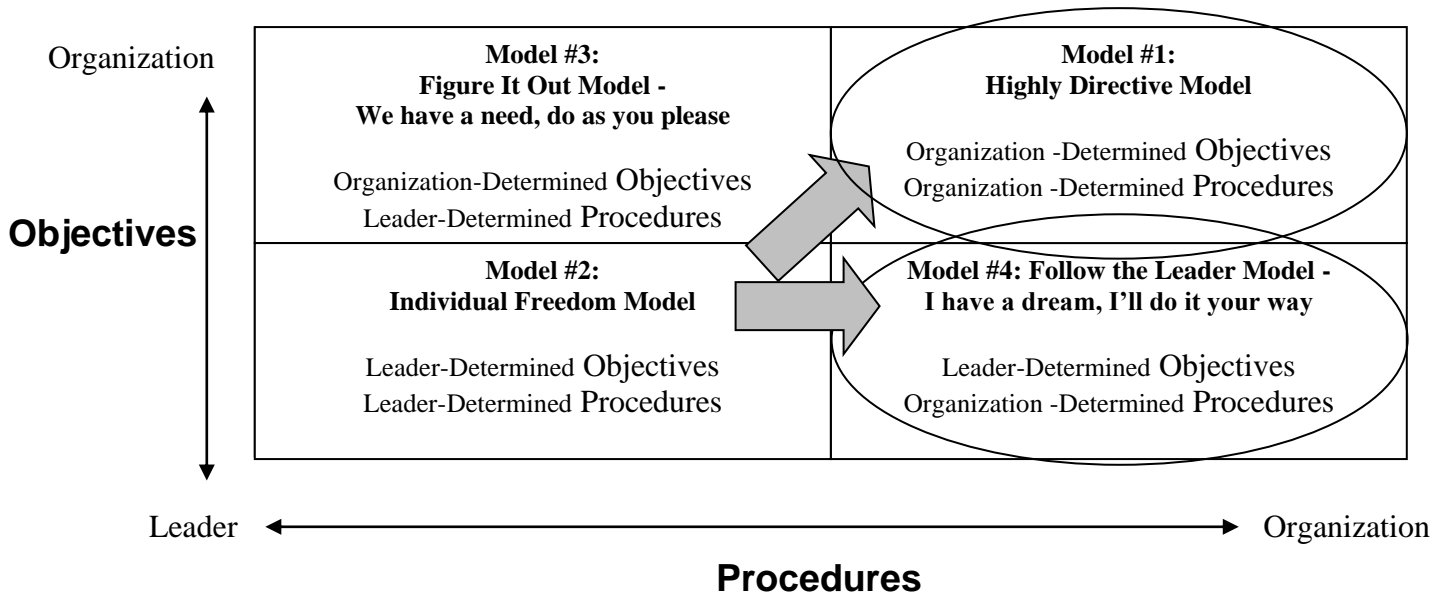 Organization
Model #3:
Figure It Out Model -
We have a need, do as you please
Organization-Determined Objectives
Leader-Determined Procedures
Model #1:
Highly Directive Model
Organization -Determined Objectives
Organization -Determined Procedures
Objectives
Model #2:
Individual Freedom Model
Leader-Determined Objectives
Leader-Determined Procedures
Model #4: Follow the Leader Model -
I have a dream, I’ll do it your way
Leader-Determined Objectives
Organization -Determined Procedures
Leader
Organization
Procedures